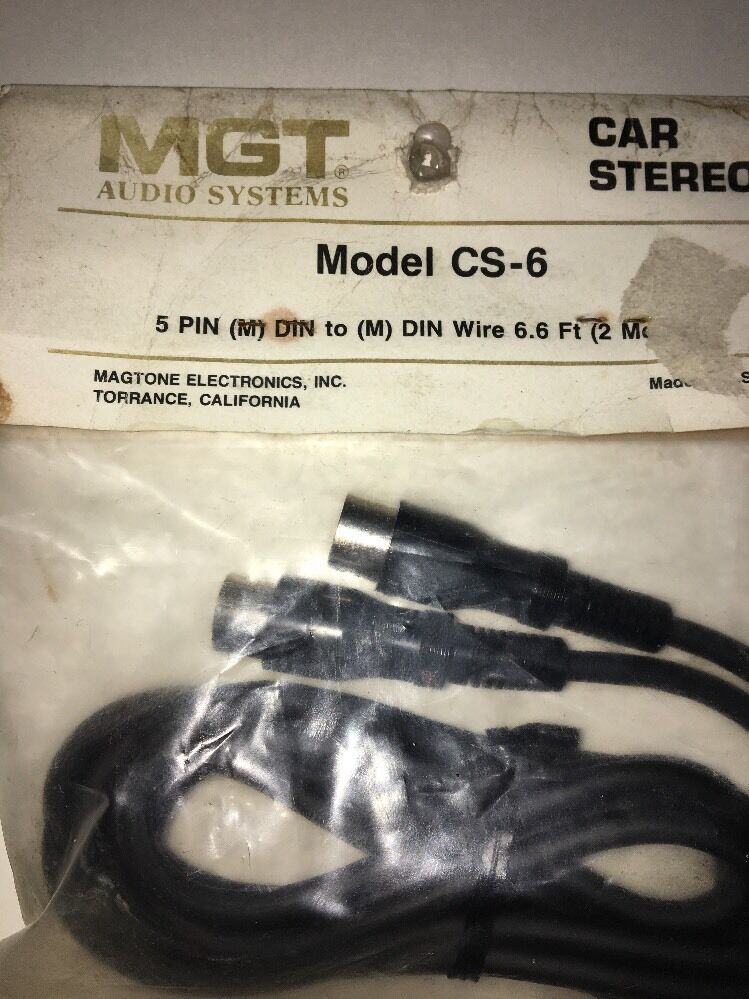 MGT®
AUDIO SYSTEMS
CAR
STEREO
Model CS-6
5 PIN (M) DIN to (M) DIN Wire 6.6 Ft (2
MAGTONE ELECTRONICS, INC.
TORRANCE, CALIFORNIA